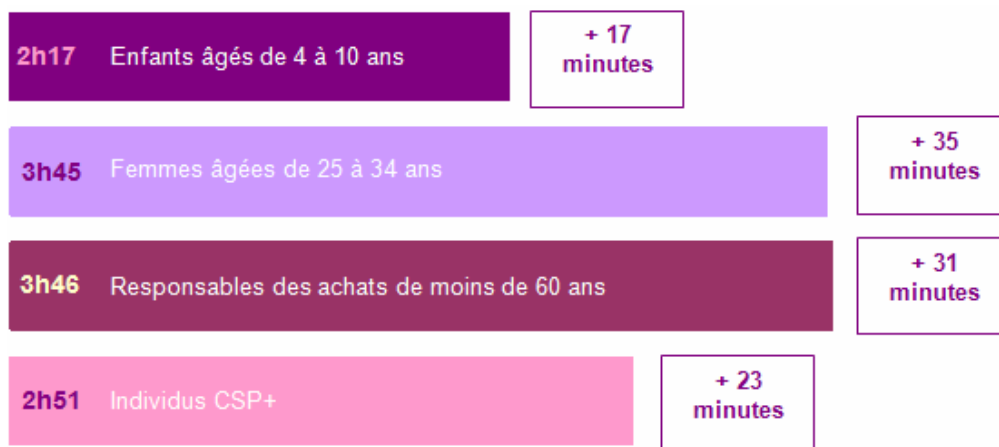 2h17 Enfants âgés de 4 à 10 ans
+ 17
minutes
3h45 Femmes âgées de 25 à 34 ans
+ 35
minutes
3h46 Responsables des achats de moins de 60 ans
+ 31
minutes
2h51 Individus CSP+
+ 23
minutes